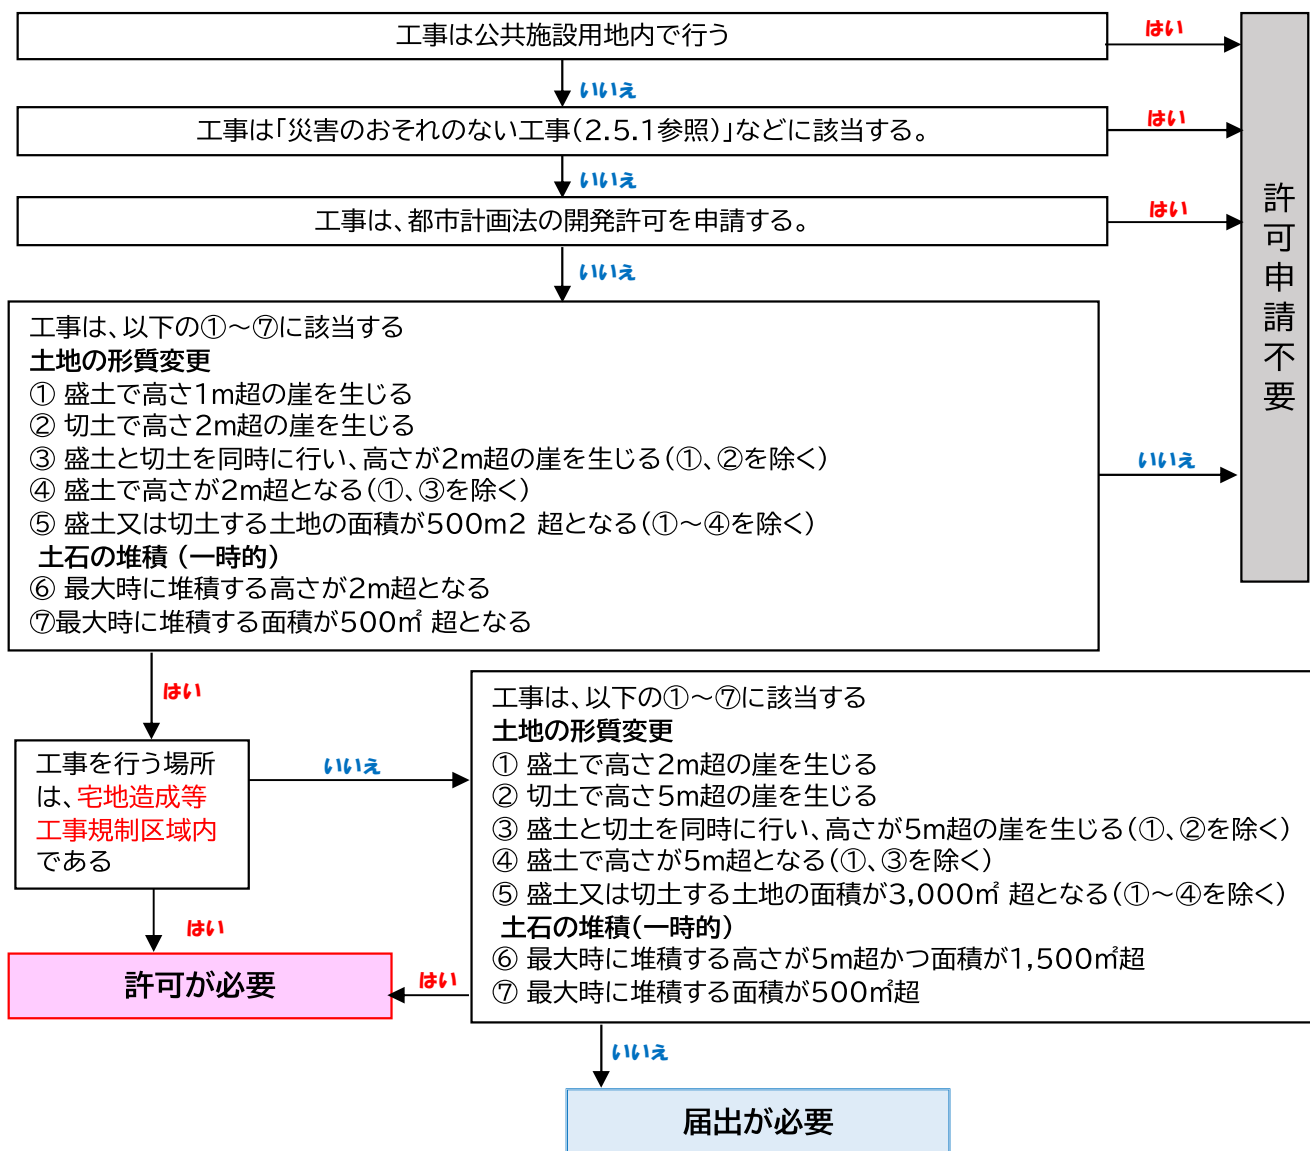 工事は公共施設用地内で行う
はい
いいえ
工事は「災害のおそれのない工事（2.5.1参照）」などに該当する。
はい
いいえ
工事は、都市計画法の開発許可を申請する。
はい
いいえ
許可申請不要
工事は、以下の①～⑦に該当する
土地の形質変更
① 盛土で高さ1m超の崖を生じる
② 切土で高さ2m超の崖を生じる
③ 盛土と切土を同時に行い、高さが2m超の崖を生じる（①、②を除く）
④ 盛土で高さが2m超となる（①、③を除く）
⑤ 盛土又は切土する土地の面積が500m2 超となる（①～④を除く）
土石の堆積（一時的）
⑥ 最大時に堆積する高さが2m超となる
⑦最大時に堆積する面積が500㎡ 超となる
いいえ
はい
工事を行う場所
は、宅地造成等
工事規制区域内
である
いいえ
はい
許可が必要
工事は、以下の①～⑦に該当する
土地の形質変更
① 盛土で高さ2m超の崖を生じる
② 切土で高さ5m超の崖を生じる
③ 盛土と切土を同時に行い、高さが5m超の崖を生じる（①、②を除く）
④ 盛土で高さが5m超となる（①、③を除く）
⑤ 盛土又は切土する土地の面積が3,000㎡ 超となる（①～④を除く）
土石の堆積（一時的）
⑥ 最大時に堆積する高さが5m超かつ面積が1,500㎡超
⑦ 最大時に堆積する面積が500㎡超
はい
いいえ
届出が必要